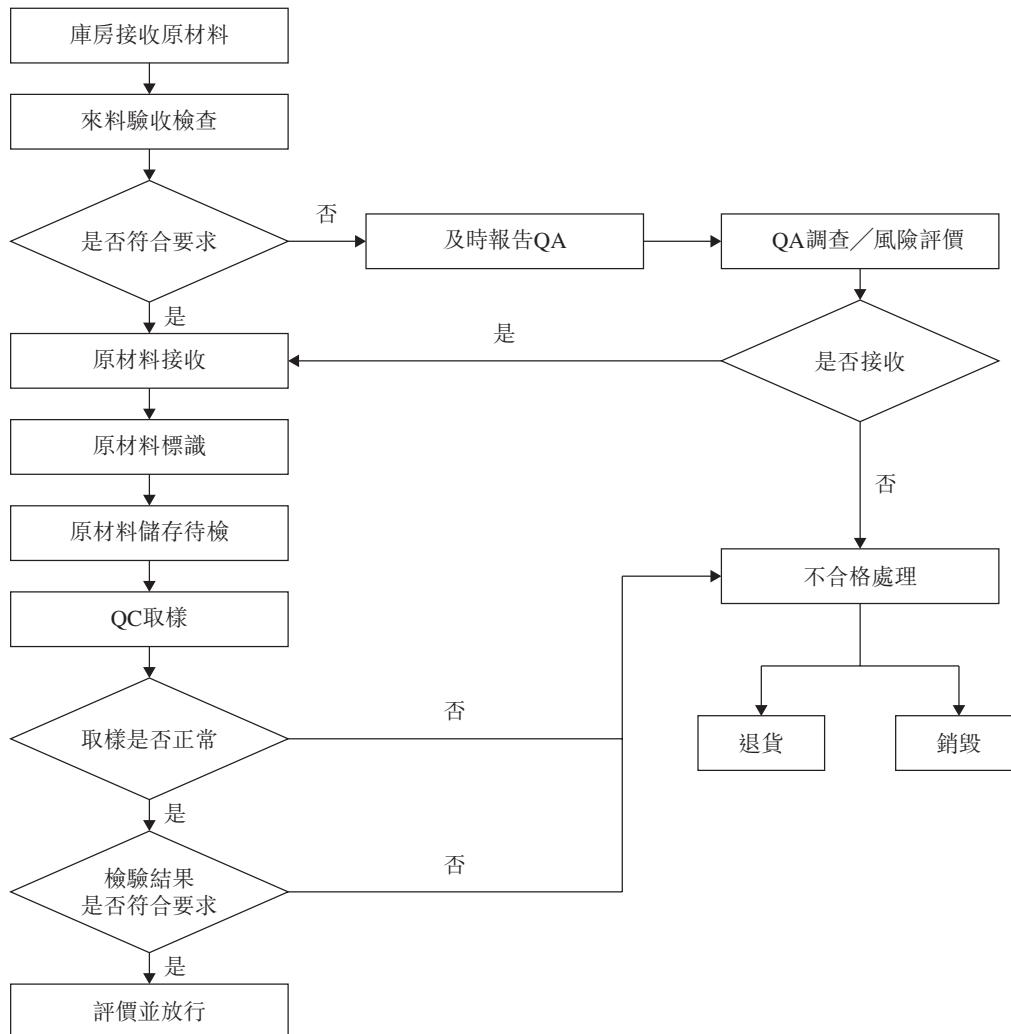 庫房接收原材料
來料驗收檢查
是否符合要求
否
及時報告QA
QA調查／風險評價
是
原材料接收
是
是否接收
原材料標識
否
原材料儲存待檢
不合格處理
QC取樣
取樣是否正常
否
退貨
銷毀
是
檢驗結果
是否符合要求
否
是
評價並放行